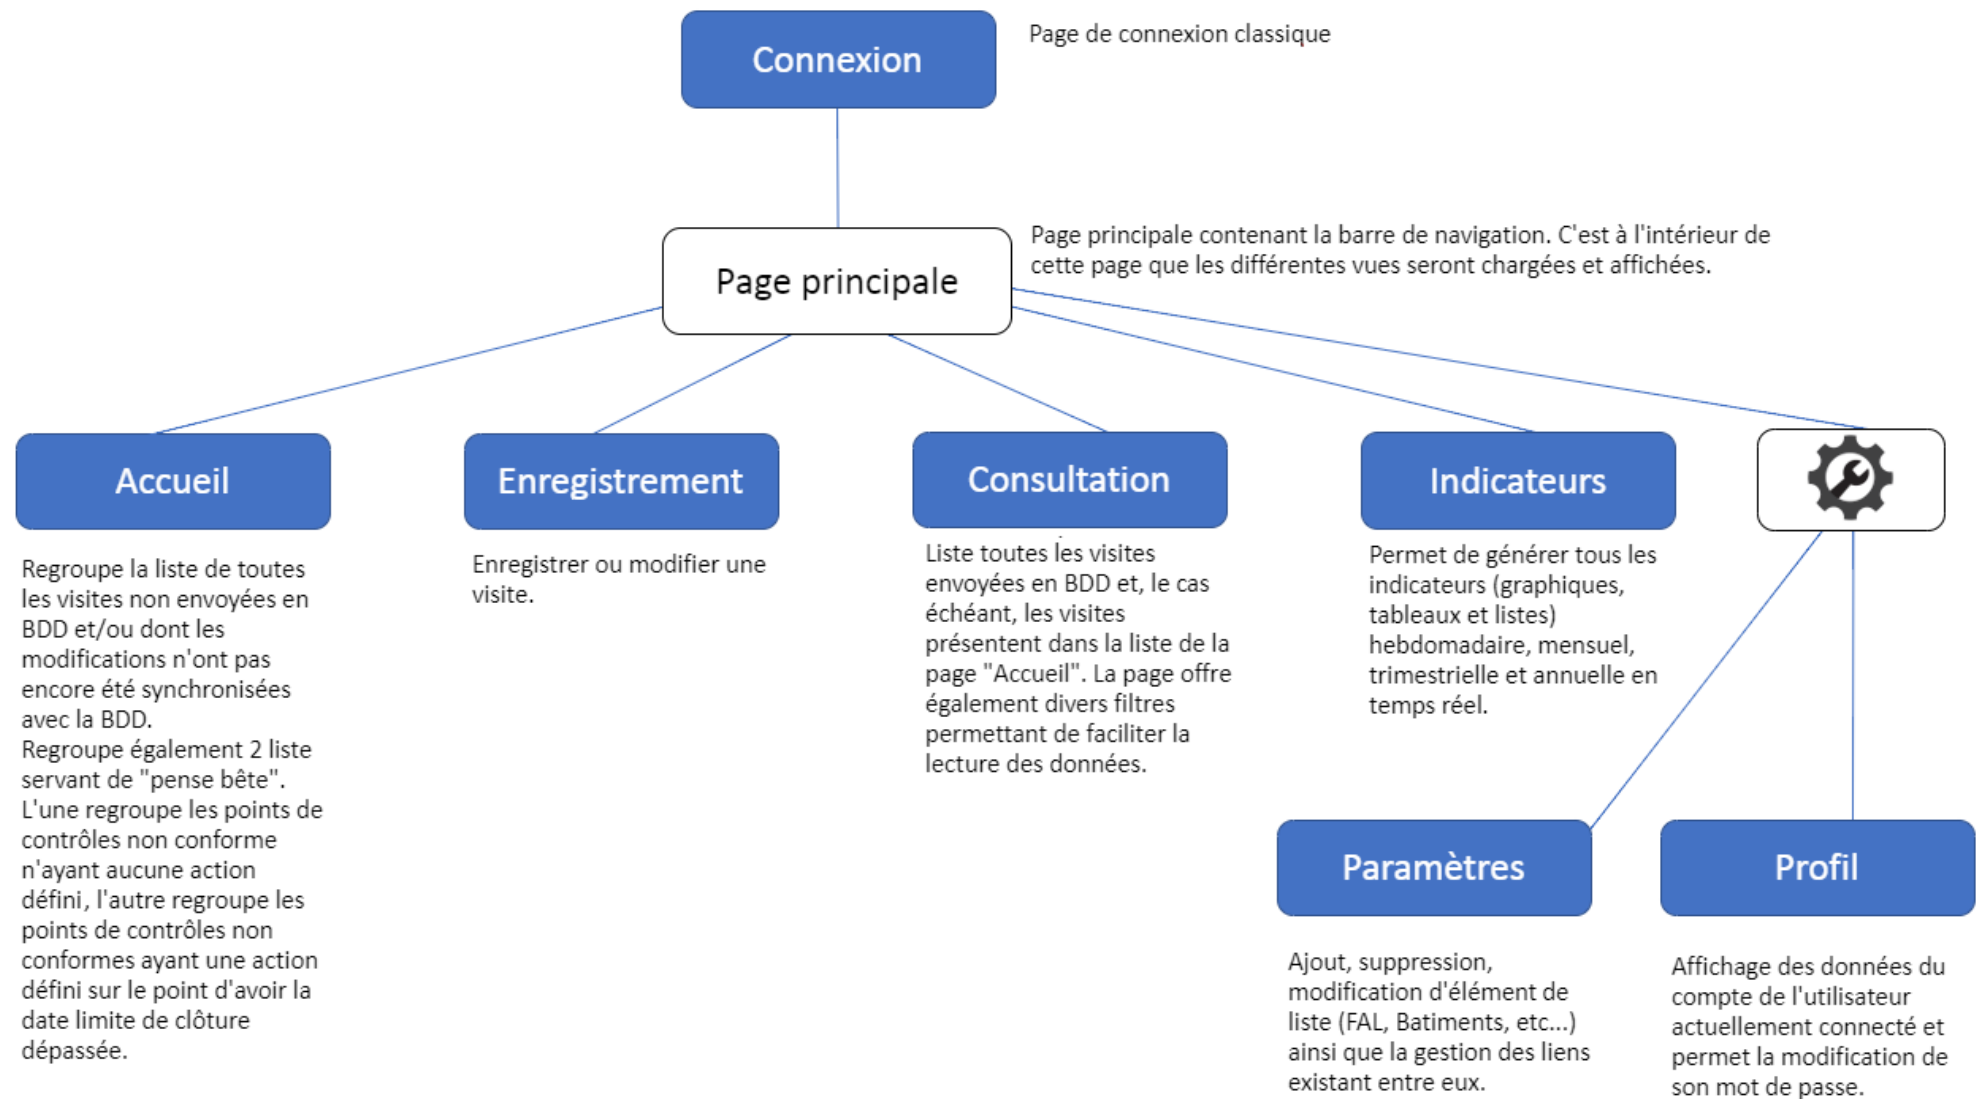 Connexion
Page de connexion classique
Page principale
Page principale contenant la barre de navigation. C'est à l'intérieur de
cette page que les différentes vues seront chargées et affichées.
Accueil
Regroupe la liste de toutes
les visites non envoyées en
BDD et/ou dont les
modifications n'ont pas
encore été synchronisées
avec la BDD.
Regroupe également 2 liste
servant de "pense bête".
L'une regroupe les points de
contrôles non conforme
n'ayant aucune action
défini, l'autre regroupe les
points de contrôles non
conformes ayant une action
défini sur le point d'avoir la
date limite de clôture
dépassée.
Enregistrement
Enregistrer ou modifier une
visite.
Consultation
Liste toutes les visites
envoyées en BDD et, le cas
échéant, les visites
présentent dans la liste de la
page "Accueil". La page offre
également divers filtres
permettant de faciliter la
lecture des données.
Indicateurs
Permet de générer tous les
indicateurs (graphiques,
tableaux et listes)
hebdomadaire, mensuel,
trimestrielle et annuelle en
temps réel.
Paramètres
Ajout, suppression,
modification d'élément de
liste (FAL, Batiments, etc...)
ainsi que la gestion des liens
existant entre eux.
Profil
Affichage des données du
compte de l'utilisateur
actuellement connecté et
permet la modification de
son mot de passe.